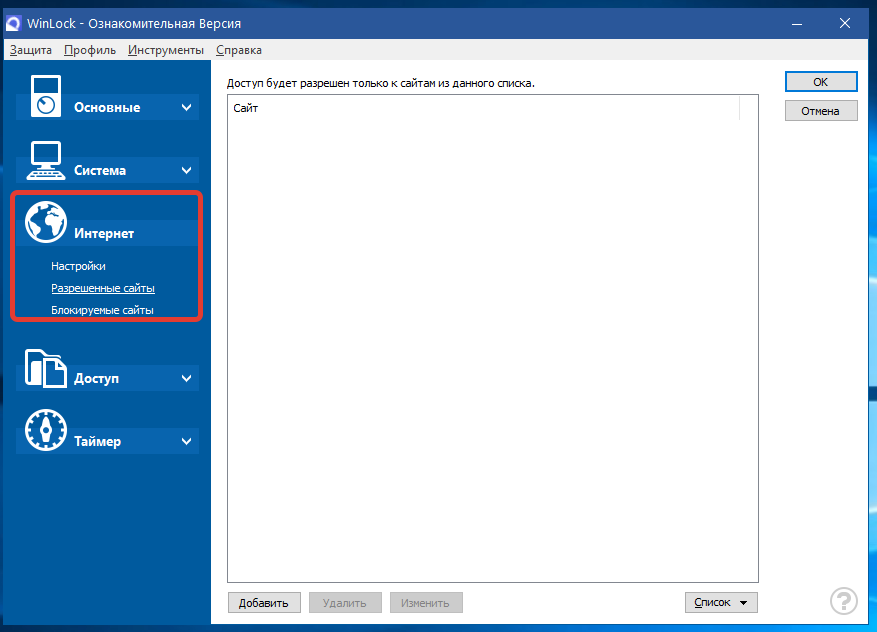 WinLock - Ознакомительная Версия
Защита Профиль Инструменты Справка
Основные
Система
Интернет
Настройки
Разрешенные сайты
Блокируемые сайты
Доступ
Таймер
Доступ будет разрешен только к сайтам из данного списка.
Сайт
OK
Отмена
Добавить Удалить Изменить Список
?